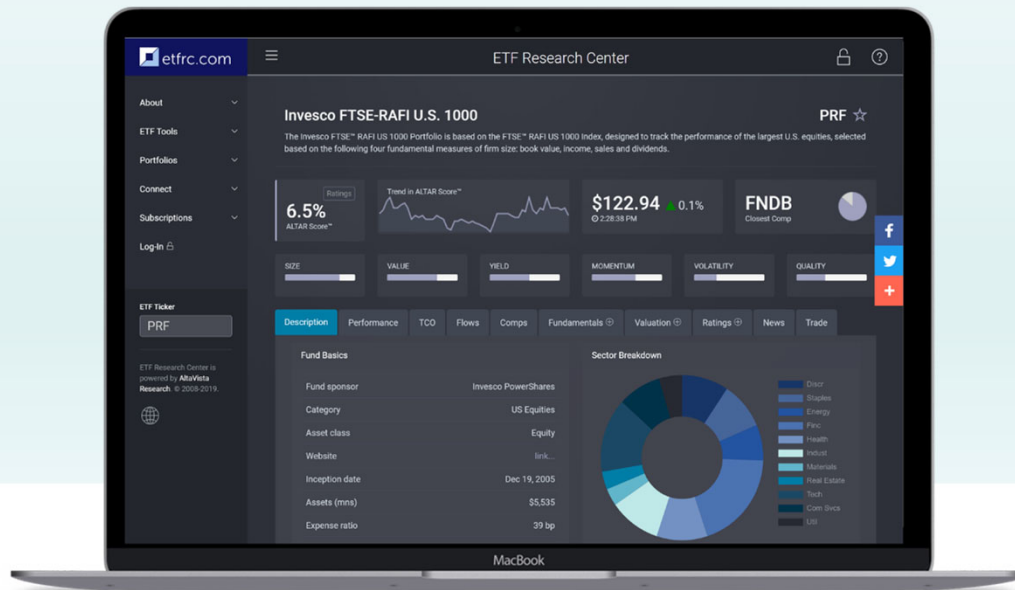 etfrc.com
ETF Research Center
About
ETF Tools
Portfolios
Connect
Subscriptions
Log-In
ETF Ticker
PRF
ETF Research Center is
powered by AltaVista
Research. © 2008-2019.
Invesco FTSE-RAFI U.S. 1000
PRF
The Invesco FTSE™ RAFI US 1000 Portfolio is based on the FTSE™ RAFI US 1000 Index, designed to track the performance of the largest U.S. equities, selected
based on the following four fundamental measures of firm size: book value, income, sales and dividends.
Ratings
6.5%
ALTAR Score™
Trend in ALTAR Score™
$122.94 0.1%
2:28:38 PM
FNDB
Closest Comp
SIZE
VALUE
YIELD
MOMENTUM
VOLATILITY
QUALITY
Description Performance TCO Flows Comps Fundamentals Valuation Ratings News Trade
Fund Basics
Fund sponsor Invesco PowerShares
Category US Equities
Asset class Equity
Website link...
Inception date Dec 19, 2005
Assets (mns) $5,535
Expense ratio 39 bp
Sector Breakdown
Discr
Staples
Energy
Finc
Health
Indust
Materials
Real Estate
Tech
Com Svcs
Util
MacBook